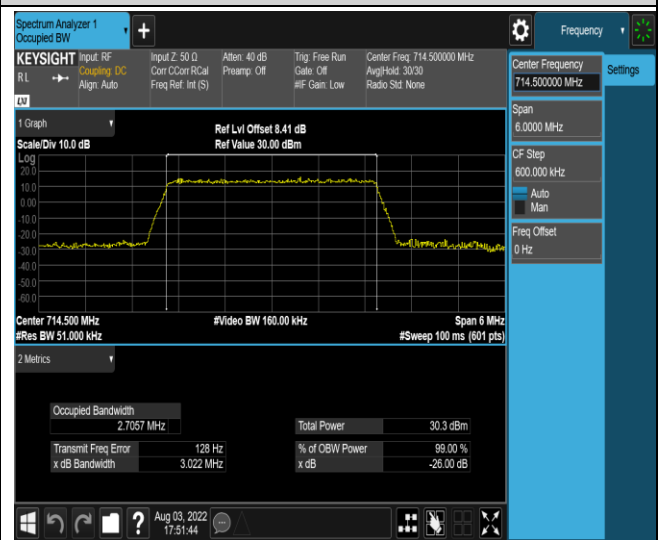 Spectrum Analyzer 1
Occupied BW
+
Frequency
KEYSIGHT Input: RF Input Z: 50 Ω Atten: 40 dB Trig: Free Run Center Freq: 714.500000 MHz
RL Coupling: DC Corr CCorr RCal Preamp: Off Gate: Off Avg|Hold: 30/30
Align: Auto Freq Ref: Int (S) #IF Gain: Low Radio Std: None
LXI
Center Frequency
714.500000 MHz
Settings
Span
6.0000 MHz
CF Step
600.000 kHz
Auto
Man
Freq Offset
0 Hz
1 Graph
Ref Lvl Offset 8.41 dB
Scale/Div 10.0 dB Ref Value 30.00 dBm
Log
20.0
10.0
0.00
-10.0
-20.0
-30.0
-40.0
-50.0
-60.0
Center 714.500 MHz #Video BW 160.00 kHz Span 6 MHz
#Res BW 51.000 kHz #Sweep 100 ms (601 pts)
2 Metrics
Occupied Bandwidth
2.7057 MHz Total Power 30.3 dBm
Transmit Freq Error 128 Hz % of OBW Power 99.00 %
x dB Bandwidth 3.022 MHz x dB -26.00 dB
? Aug 03, 2022
17:51:44